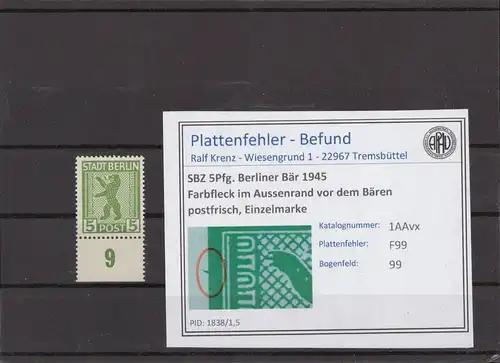 STADT BERLIN
5 POST 5
9
Plattenfehler - Befund
Ralf Krenz - Wiesengrund 1 - 22967 Tremsbüttel
SBZ 5Pfg. Berliner Bär 1945
Farbfleck im Aussenrand vor dem Bären
postfrisch, Einzelmarke
Katalognummer: 1AAvx
Plattenfehler: F99
Bogenfeld: 99
PID: 1838/1,5